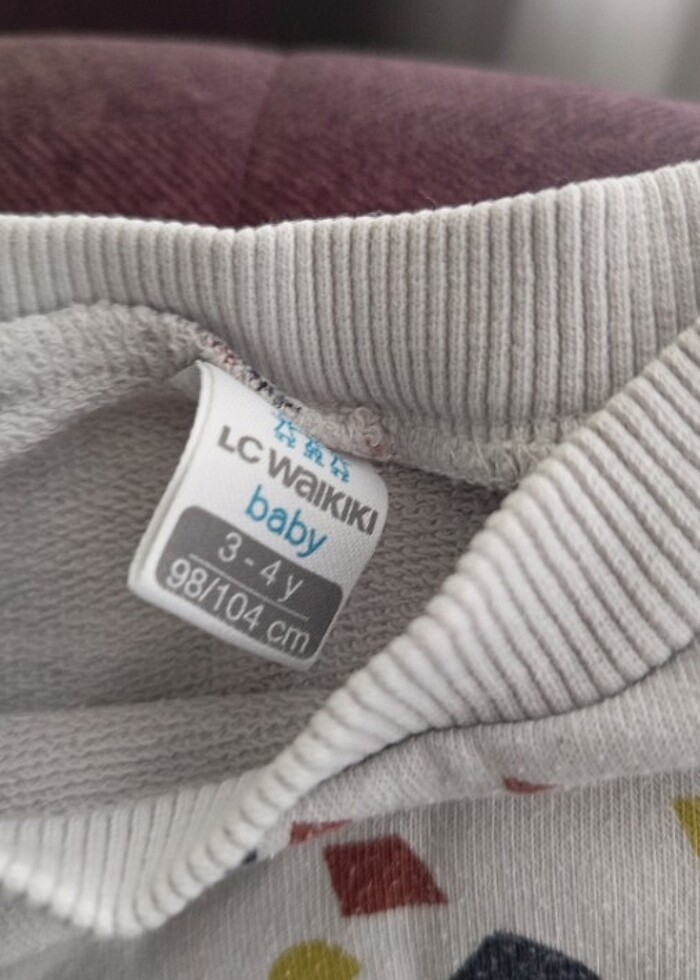 LC WAIKIKI
baby
3 - 4 y
98/104 cm